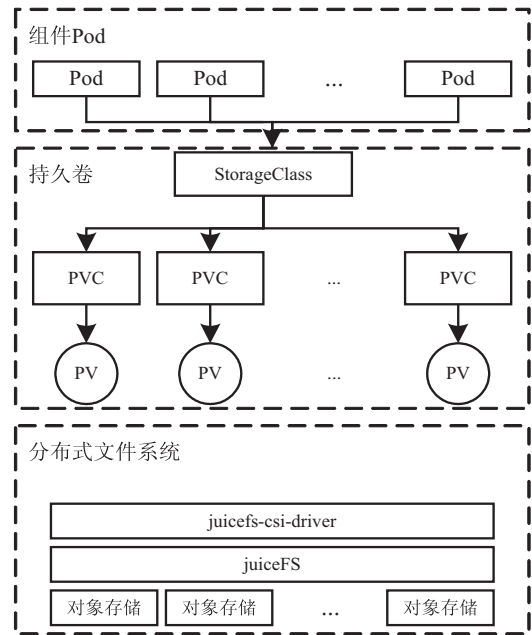 组件Pod
Pod Pod ... Pod
持久卷
StorageClass
PVC PVC ... PVC
PV PV ... PV
分布式文件系统
juicefs-csi-driver
juiceFS
对象存储 对象存储 ... 对象存储